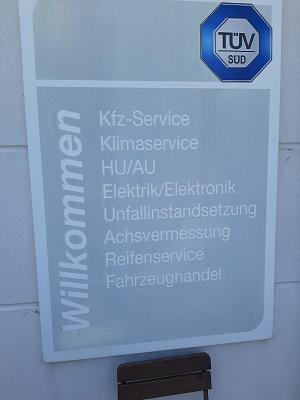 TÜV
SÜD
Willkommen
Kfz-Service
Klimaservice
HU/AU
Elektrik/Elektronik
Unfallinstandsetzung
Achsvermessung
Reifenservice
Fahrzeughandel